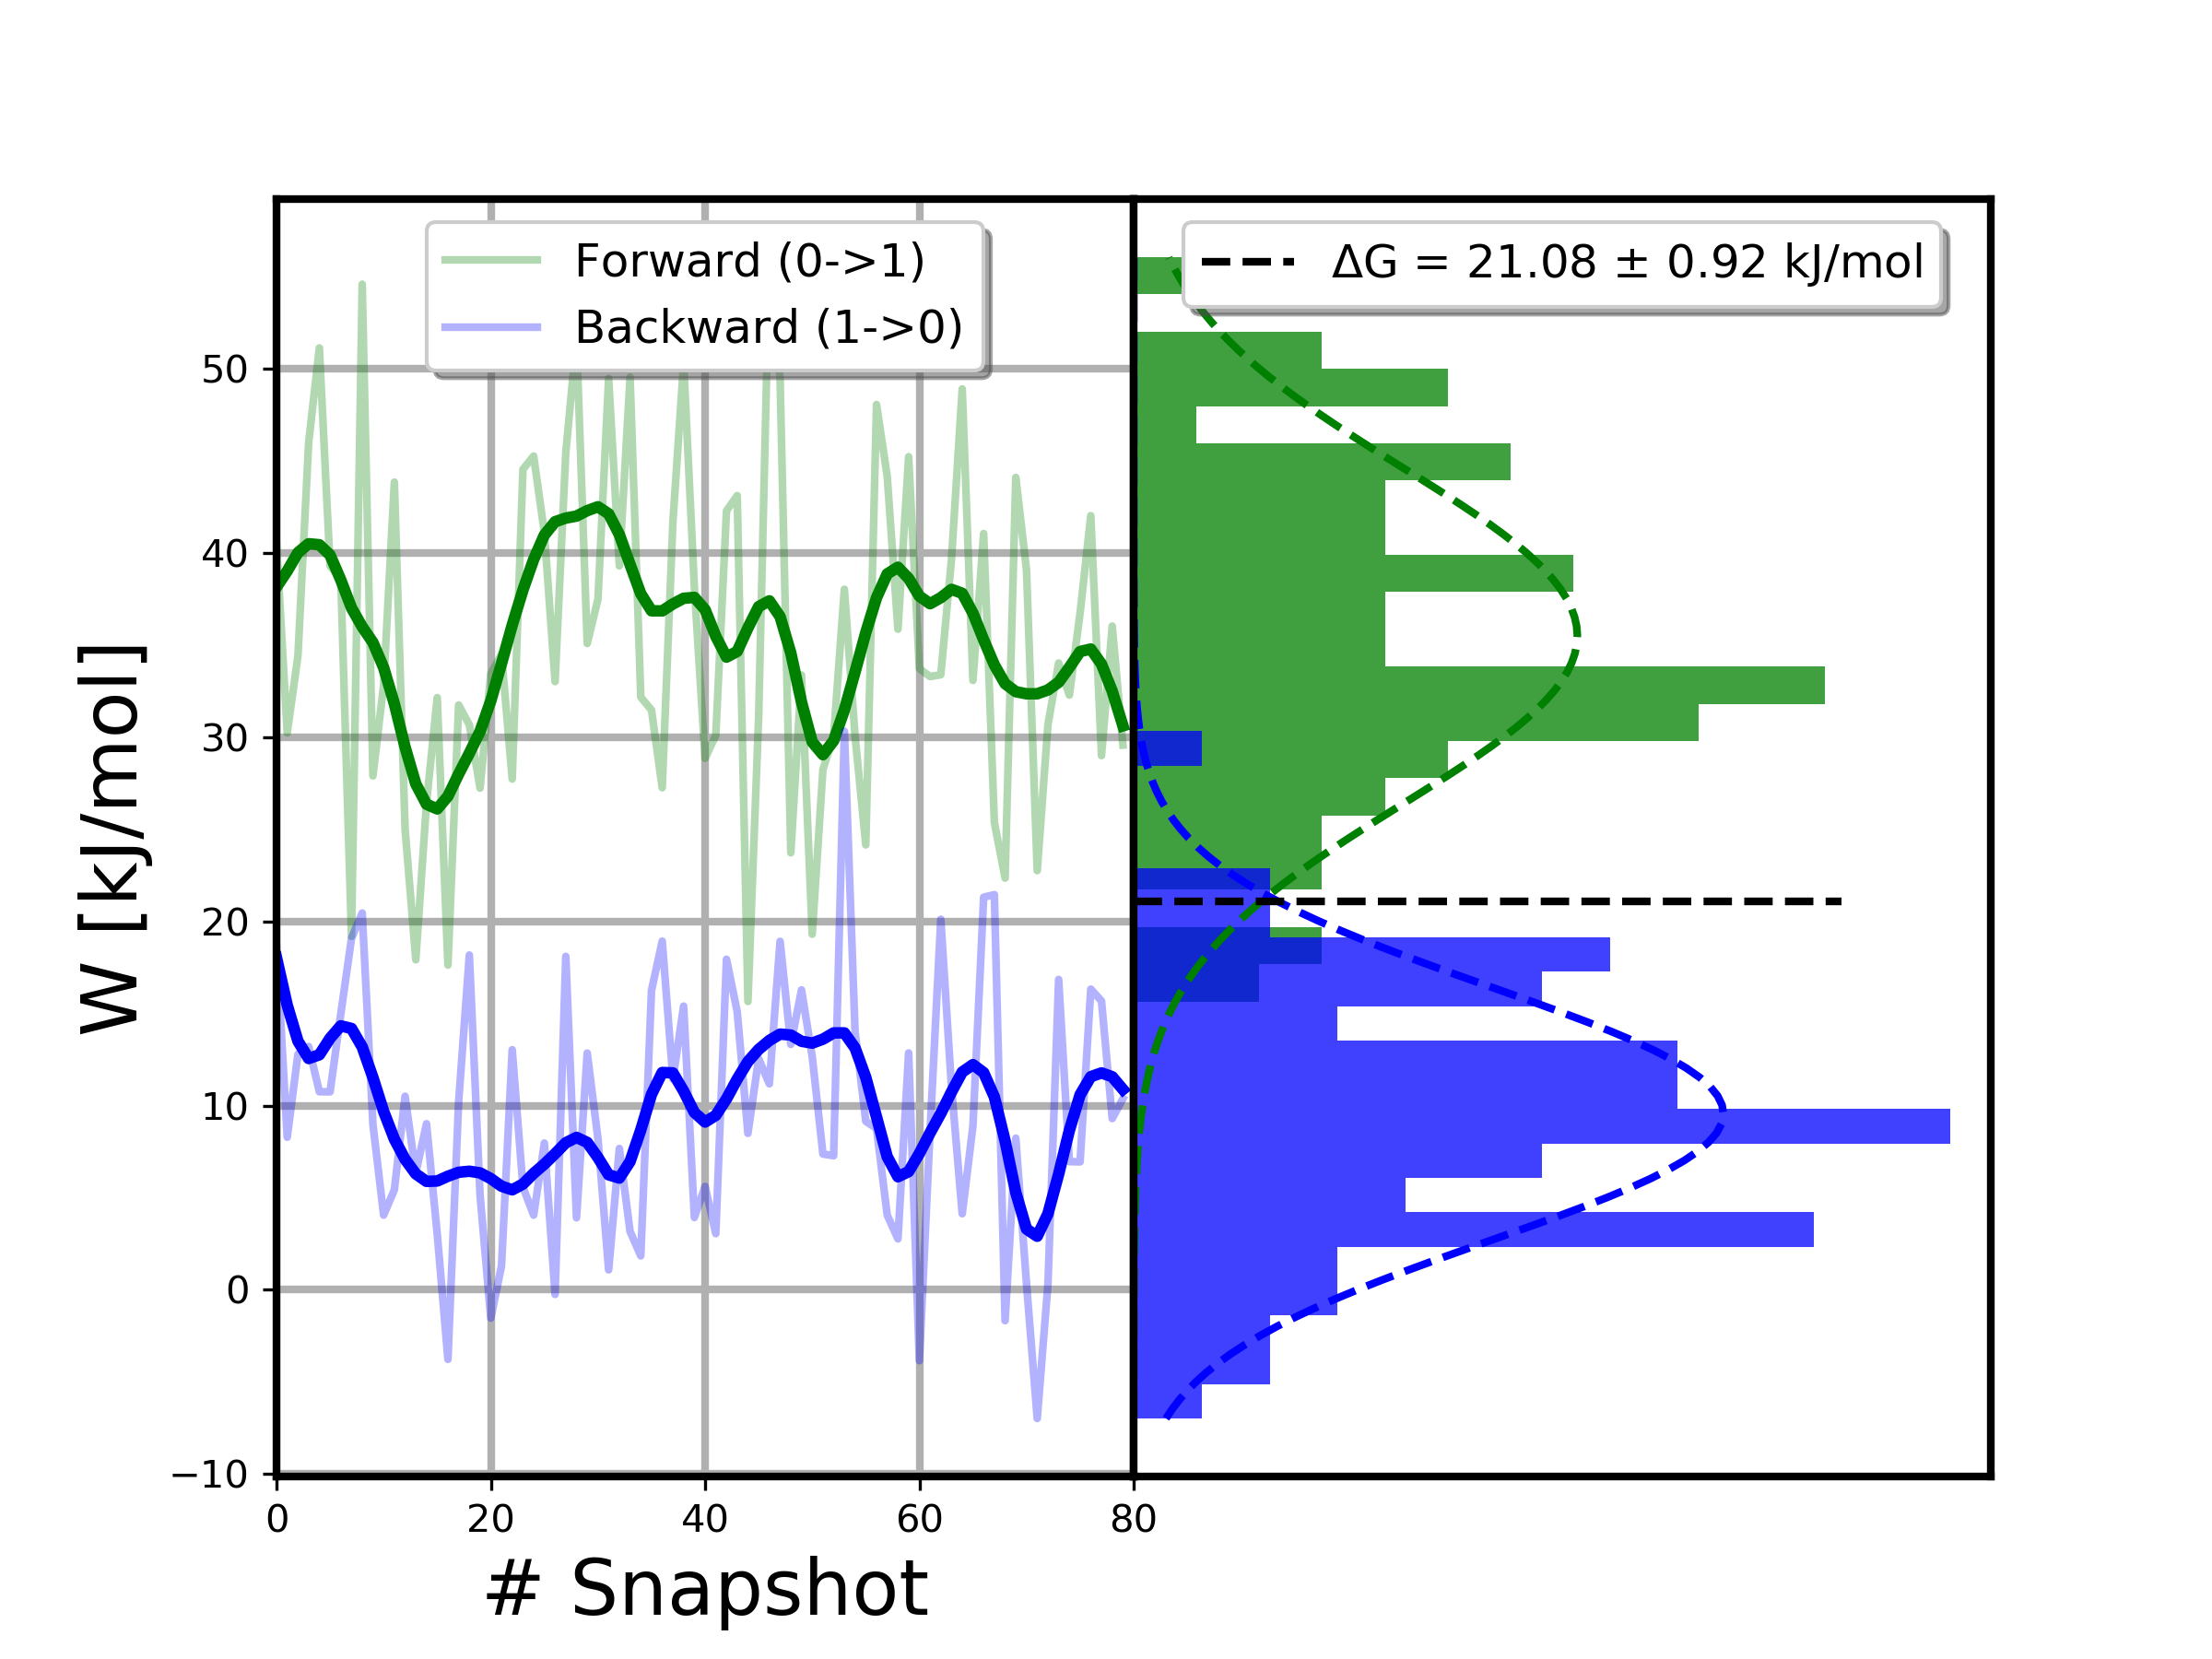 Forward (0->1)
Backward (1->0)
ΔG = 21.08 ± 0.92 kJ/mol
W [kJ/mol]
50
40
30
20
10
0
−10
0 20 40 60 80
# Snapshot